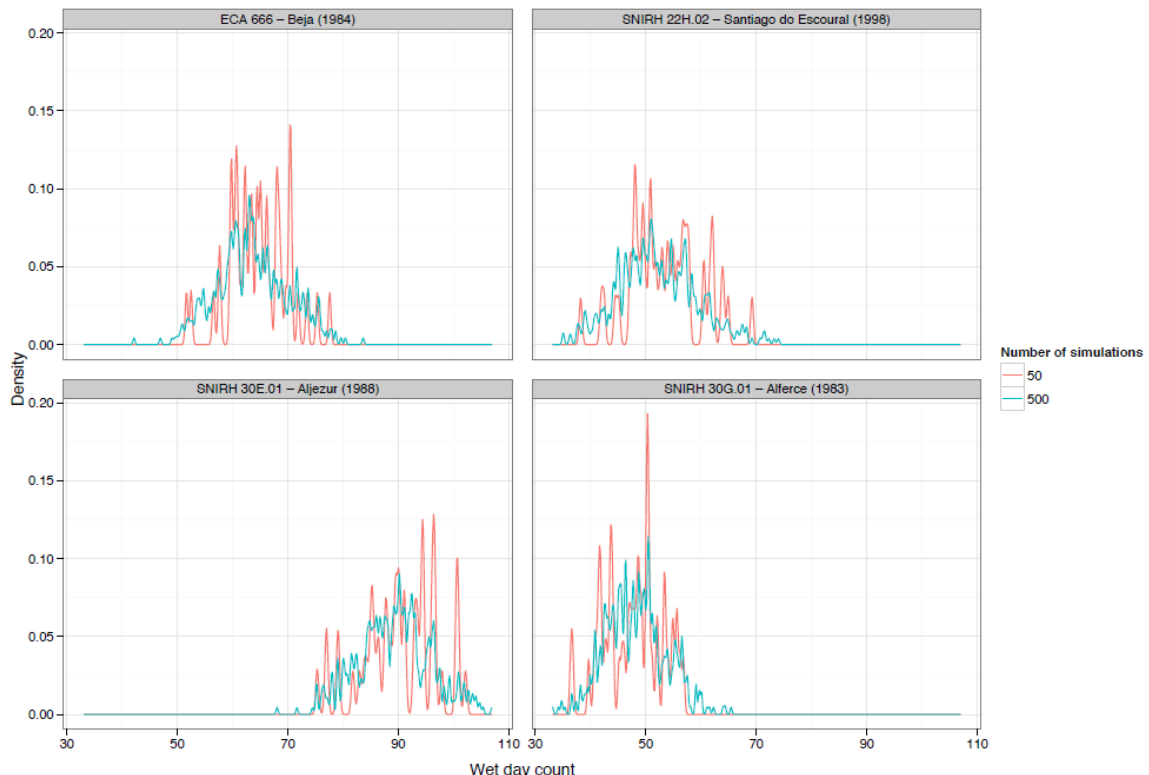 ECA 666 – Beja (1984)
SNIRH 22H.02 – Santiago do Escoural (1998)
0.20
0.15
0.10
0.05
0.00
SNIRH 30E.01 – Aljezur (1988)
SNIRH 30G.01 – Alferce (1983)
0.20
0.15
0.10
0.05
0.00
30 50 70 90 110
30 50 70 90 110
Density
Wet day count
Number of simulations
50
500